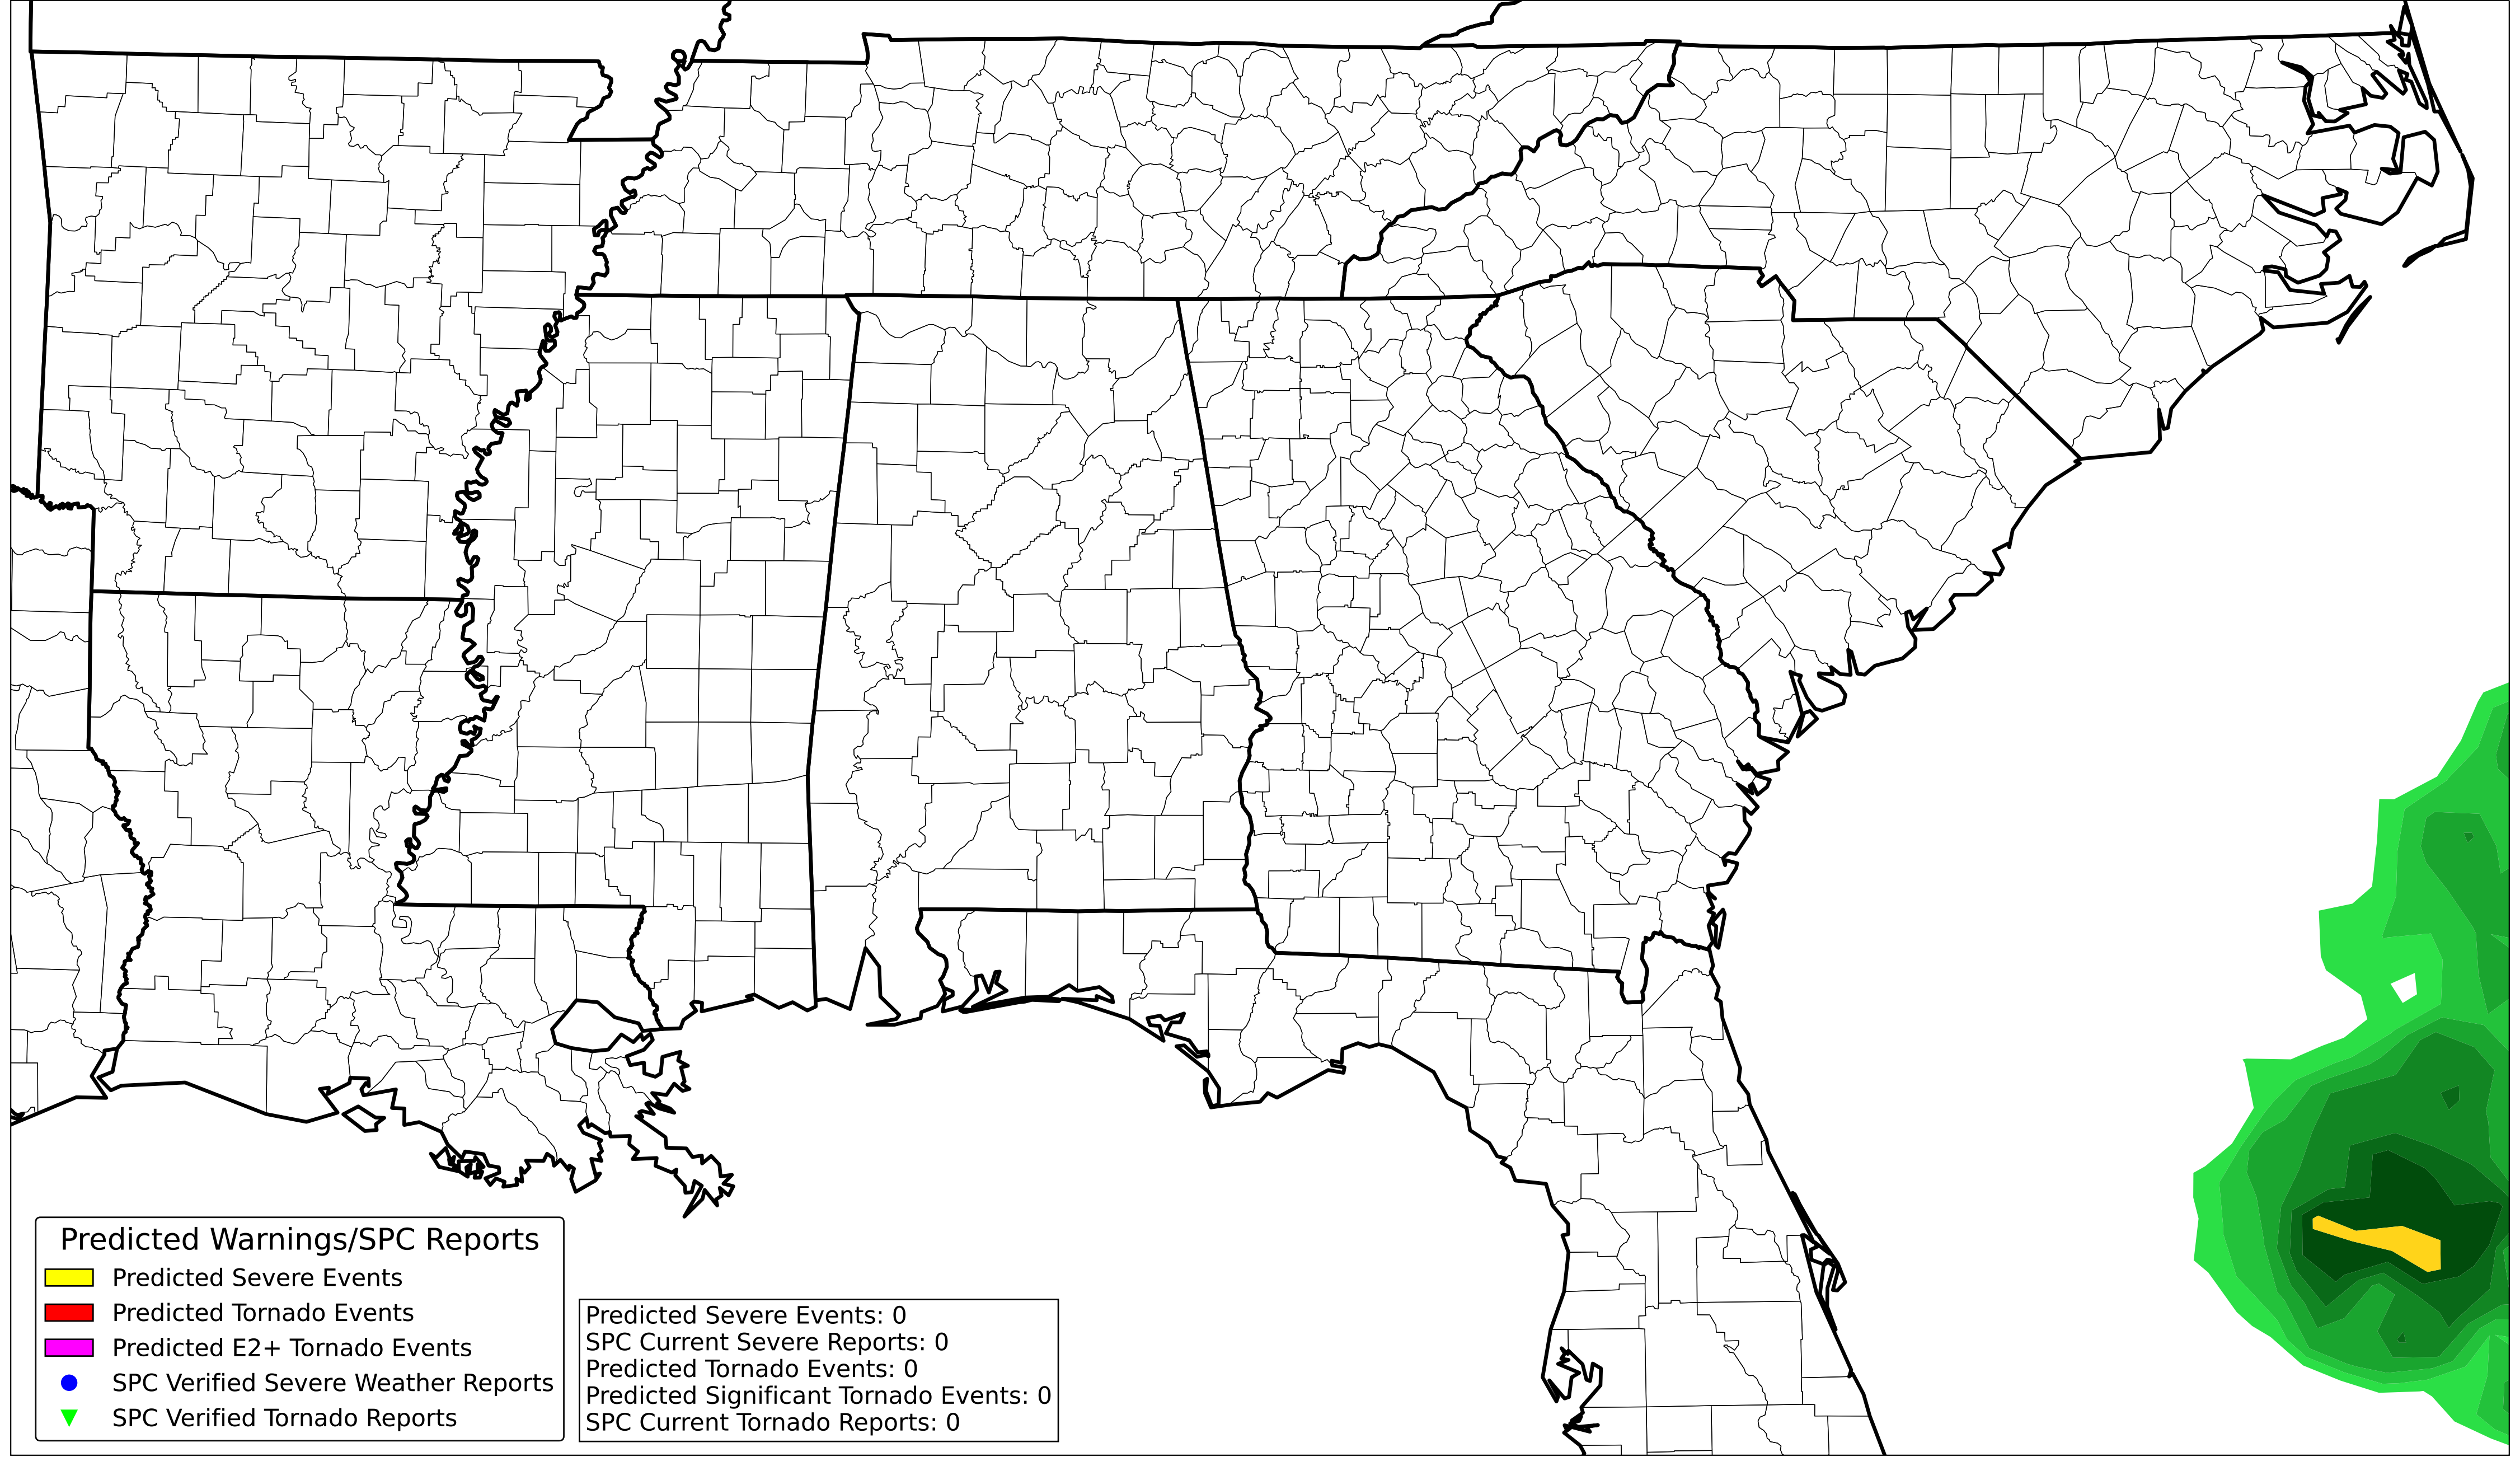 Predicted Warnings/SPC Reports
Predicted Severe Events
Predicted Tornado Events
Predicted E2+ Tornado Events
SPC Verified Severe Weather Reports
SPC Verified Tornado Reports
Predicted Severe Events: 0
SPC Current Severe Reports: 0
Predicted Tornado Events: 0
Predicted Significant Tornado Events: 0
SPC Current Tornado Reports: 0